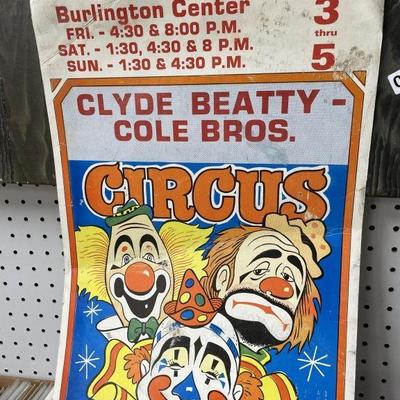 Burlington Center 3
FRI. - 4:30 & 8:00 P.M. thru
SAT. - 1:30, 4:30 & 8 P.M. 5
SUN. - 1:30 & 4:30 P.M.
CLYDE BEATTY -
COLE BROS.
CIRCUS